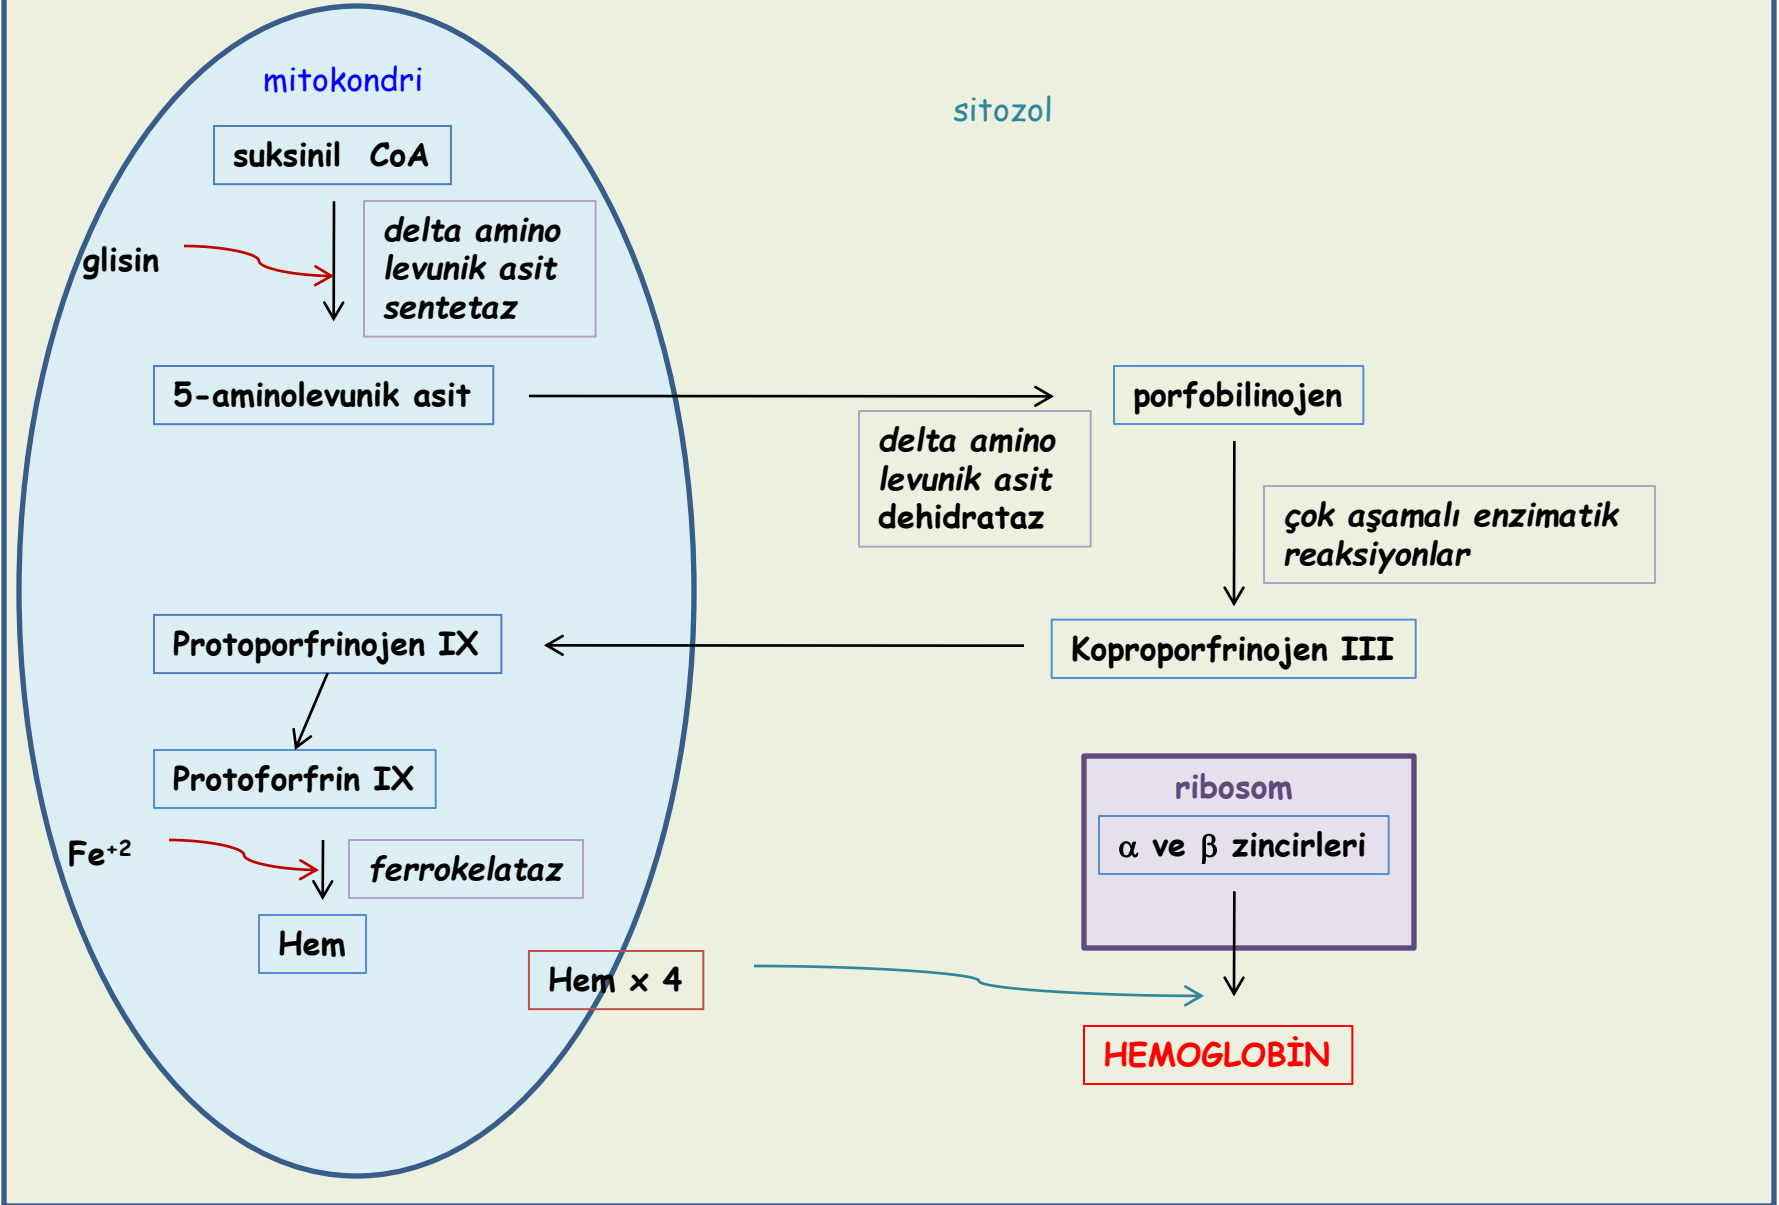 mitokondri
sitozol
suksinil CoA
glisin
delta amino
levunik asit
sentetaz
5-aminolevunik asit
porfobilinojen
delta amino
levunik asit
dehidrataz
çok aşamalı enzimatik
reaksiyonlar
Protoporfrinojen IX
Koproporfrinojen III
Protoforfrin IX
ribosom
α ve β zincirleri
Fe+2
ferrokelataz
Hem
Hem x 4
HEMOGLOBİN